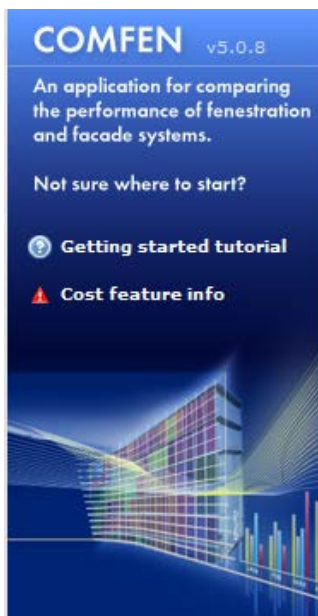 COMFEN v5.0.8
An application for comparing
the performance of fenestration
and facade systems.
Not sure where to start?
Getting started tutorial
Cost feature info